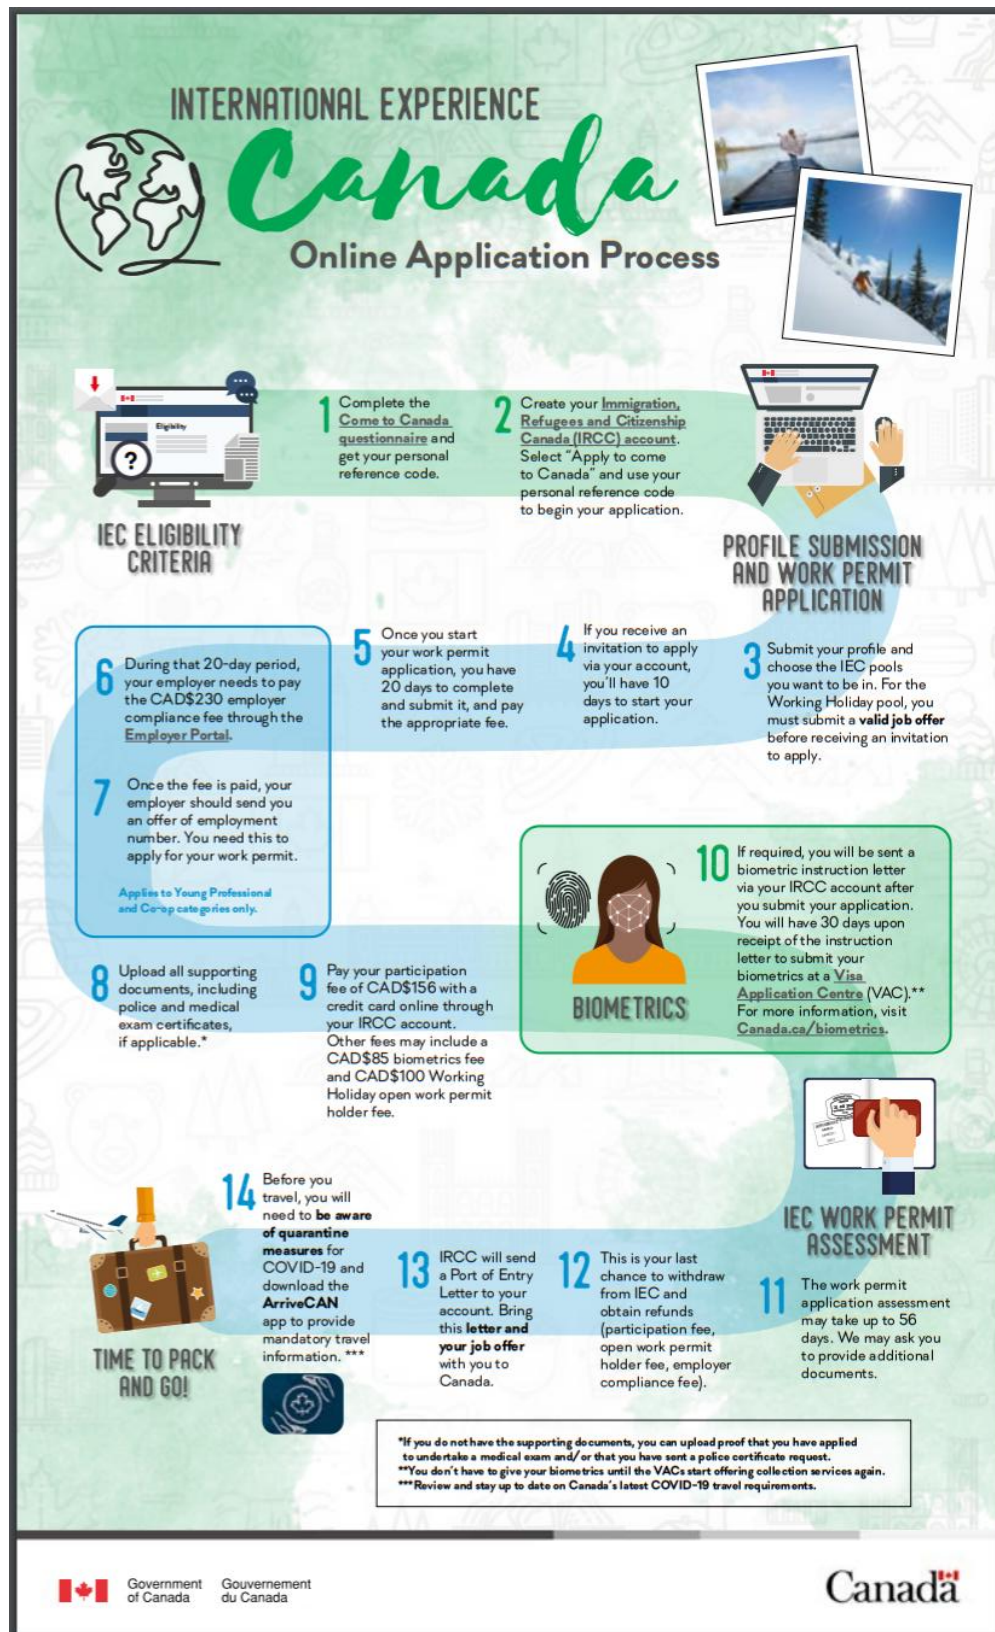 INTERNATIONAL EXPERIENCE
Canada
Online Application Process
Eligibility
IEC ELIGIBILITY
CRITERIA
1
Complete the
Come to Canada
questionnaire and
get your personal
reference code.
2
Create your Immigration,
Refugees and Citizenship
Canada (IRCC) account.
Select “Apply to come
to Canada” and use your
personal reference code
to begin your application.
PROFILE SUBMISSION
AND WORK PERMIT
APPLICATION
3
Submit your profile and
choose the IEC pools
you want to be in. For the
Working Holiday pool, you
must submit a valid job offer
before receiving an invitation
to apply.
4
If you receive an
invitation to apply
via your account,
you’ll have 10
days to start your
application.
5
Once you start
your work permit
application, you have
20 days to complete
and submit it, and pay
the appropriate fee.
6
During that 20-day period,
your employer needs to pay
the CAD$230 employer
compliance fee through the
Employer Portal.
7
Once the fee is paid, your
employer should send you
an offer of employment
number. You need this to
apply for your work permit.
Applies to Young Professional
and Co-op categories only.
8
Upload all supporting
documents, including
police and medical
exam certificates,
if applicable.*
9
Pay your participation
fee of CAD$156 with a
credit card online through
your IRCC account.
Other fees may include a
CAD$85 biometrics fee
and CAD$100 Working
Holiday open work permit
holder fee.
BIOMETRICS
10
If required, you will be sent a
biometric instruction letter
via your IRCC account after
you submit your application.
You will have 30 days upon
receipt of the instruction
letter to submit your
biometrics at a Visa
Application Centre (VAC).**
For more information, visit
Canada.ca/biometrics.
IEC WORK PERMIT
ASSESSMENT
11
The work permit
application assessment
may take up to 56
days. We may ask you
to provide additional
documents.
12
This is your last
chance to withdraw
from IEC and
obtain refunds
(participation fee,
open work permit
holder fee, employer
compliance fee).
13
IRCC will send
a Port of Entry
Letter to your
account. Bring
this letter and
your job offer
with you to
Canada.
14
Before you
travel, you will
need to be aware
of quarantine
measures for
COVID-19 and
download the
ArriveCAN
app to provide
mandatory travel
information. ***
TIME TO PACK
AND GO!
*If you do not have the supporting documents, you can upload proof that you have applied
to undertake a medical exam and/or that you have sent a police certificate request.
**You don’t have to give your biometrics until the VACs start offering collection services again.
***Review and stay up to date on Canada’s latest COVID-19 travel requirements.
Government
of Canada
Gouvernement
du Canada
Canada